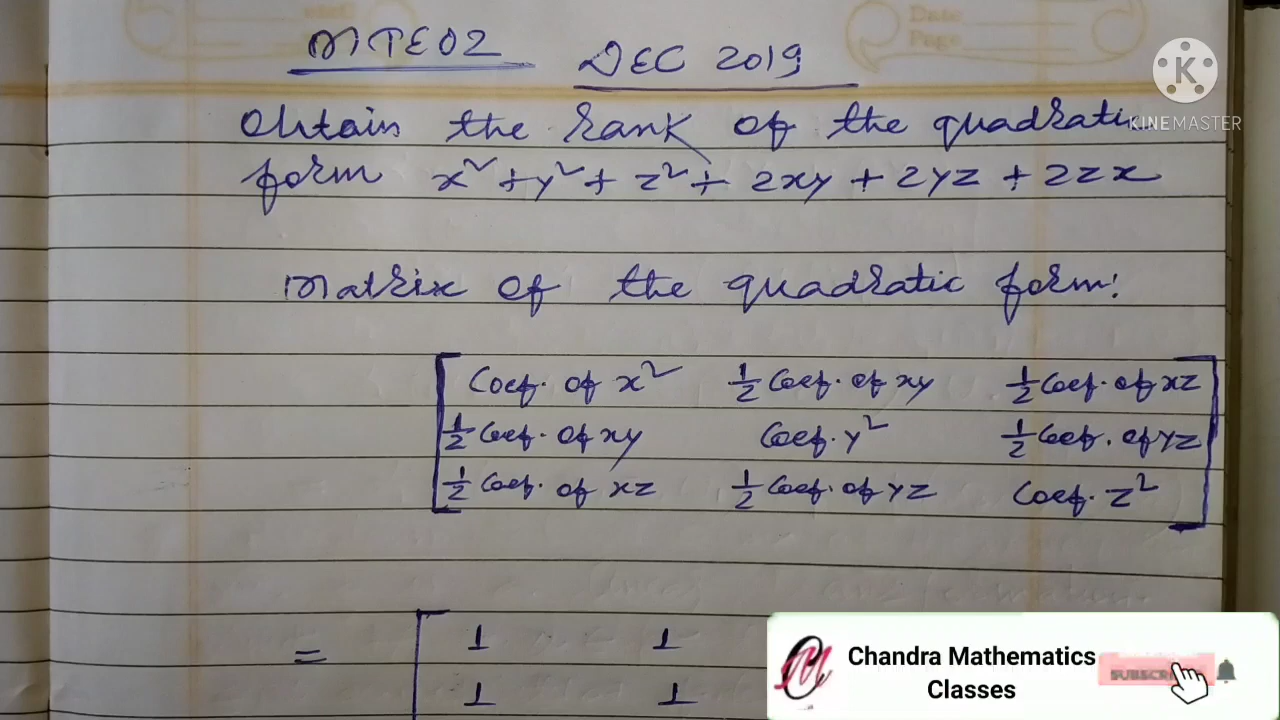 MTE02 DEC 2019
Obtain the rank of the quadratic
form x² + y² + z² + 2xy + 2yz + 2zx
Matrix of the quadratic form:
Coef. of x² ½ Coef. of xy ½ Coef. of xz
½ Coef. of xy Coef. y² ½ Coef. of yz
½ Coef. of xz ½ Coef. of yz Coef. z²
= [ 1 1
1 1
Date
Page
K
KINEMASTER
Chandra Mathematics
Classes
SUBSCRIBE